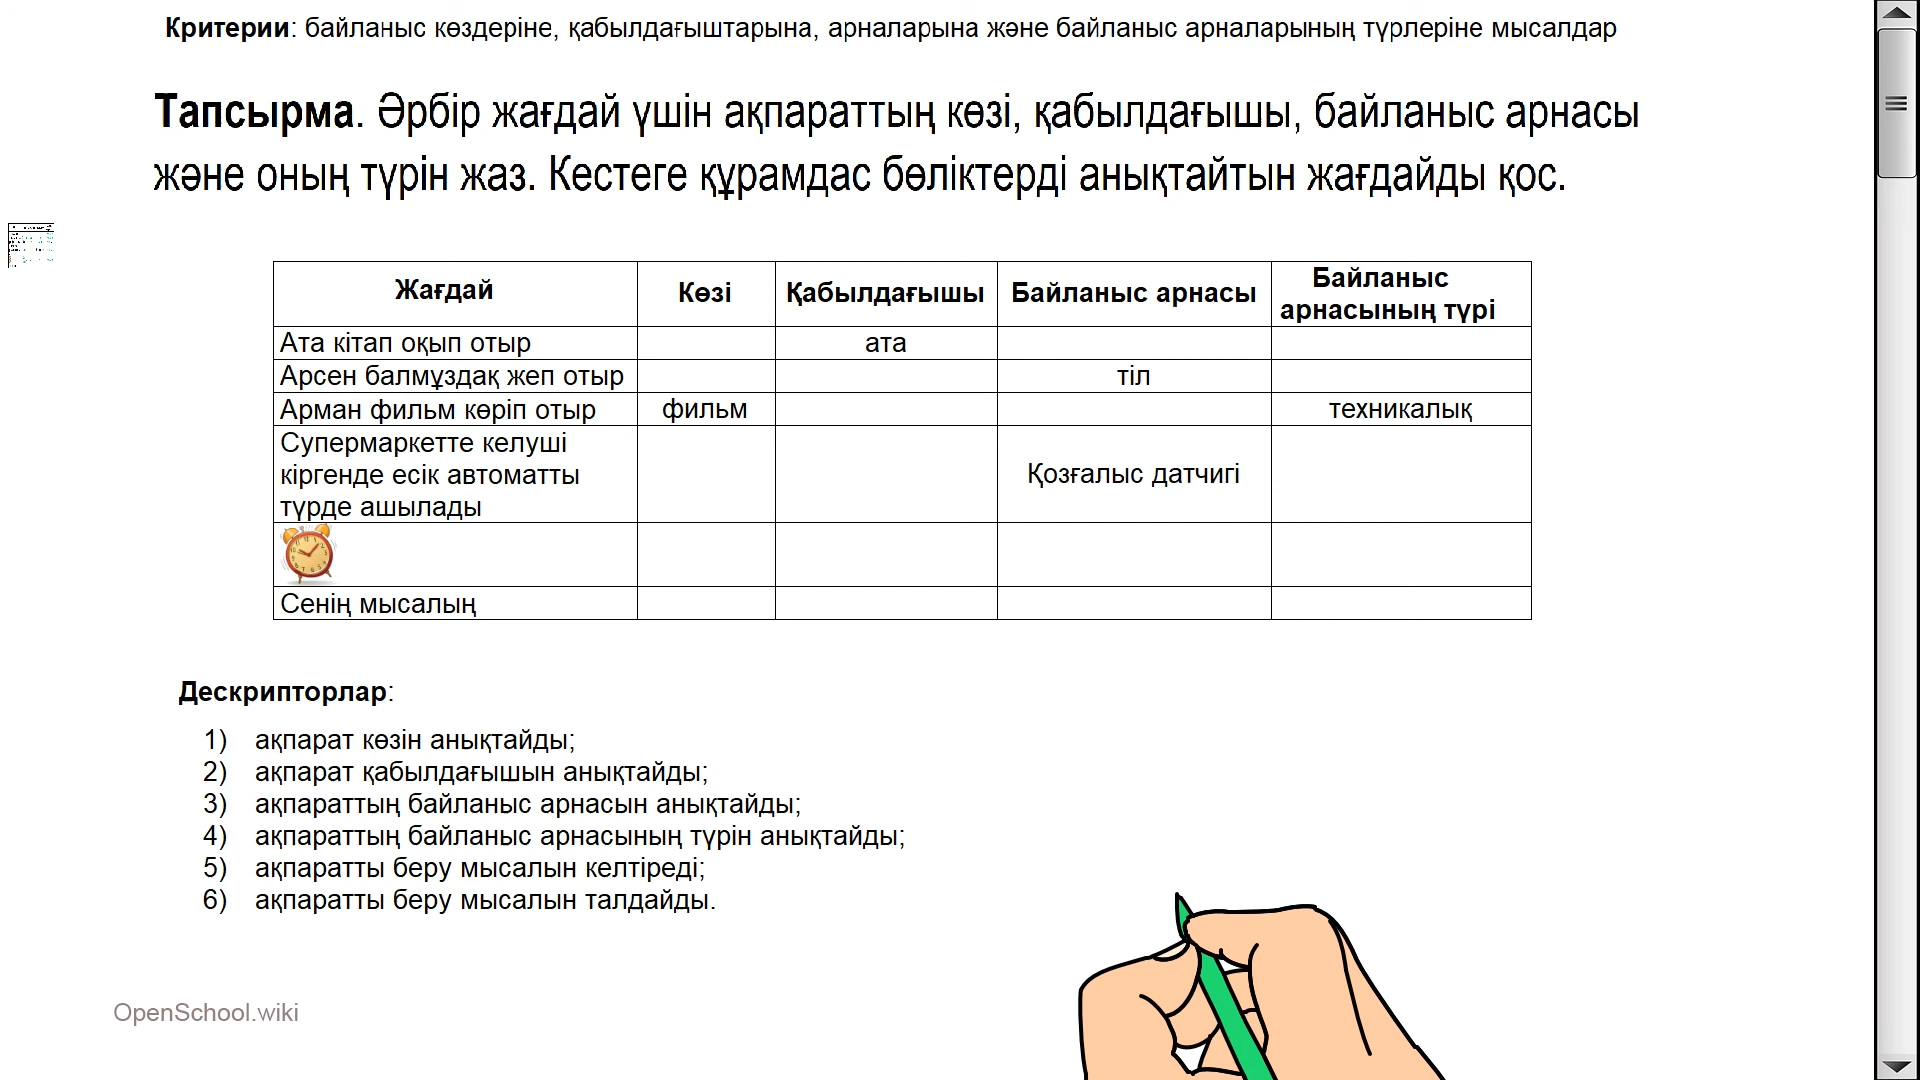 Критерии: байланыс көздеріне, қабылдағыштарына, арналарына және байланыс арналарының түрлеріне мысалдар
Тапсырма. Әрбір жағдай үшін ақпараттың көзі, қабылдағышы, байланыс арнасы
және оның түрін жаз. Кестеге құрамдас бөліктерді анықтайтын жағдайды қос.
Жағдай Көзі Қабылдағышы Байланыс арнасы Байланыс
арнасының түрі
Ата кітап оқып отыр ата
Арсен балмұздақ жеп отыр тіл
Арман фильм көріп отыр фильм техникалық
Супермаркетте келуші
кіргенде есік автоматты
түрде ашылады
Қозғалыс датчигі
Сенің мысалың
Дескрипторлар:
1) ақпарат көзін анықтайды;
2) ақпарат қабылдағышын анықтайды;
3) ақпараттың байланыс арнасын анықтайды;
4) ақпараттың байланыс арнасының түрін анықтайды;
5) ақпаратты беру мысалын келтіреді;
6) ақпаратты беру мысалын талдайды.
OpenSchool.wiki